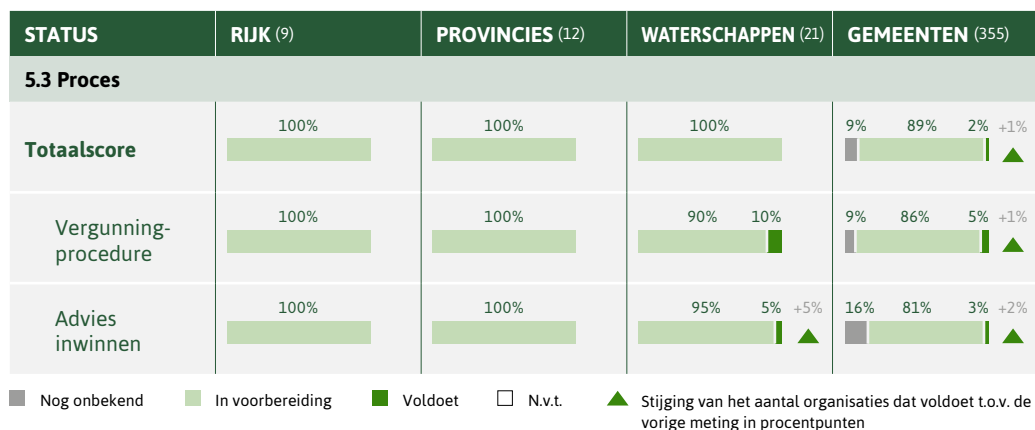 STATUS RIJK (9) PROVINCIES (12) WATERSCHAPPEN (21) GEMEENTEN (355)
5.3 Proces
100% 100% 100% 9% 89% 2% +1%
Totaalscore
100% 100% 90% 10% 9% 86% 5% +1%
Vergunning-
procedure
100% 100% 95% 5% +5% 16% 81% 3% +2%
Advies
inwinnen
Nog onbekend In voorbereiding Voldoet N.v.t. Stijging van het aantal organisaties dat voldoet t.o.v. de
vorige meting in procentpunten